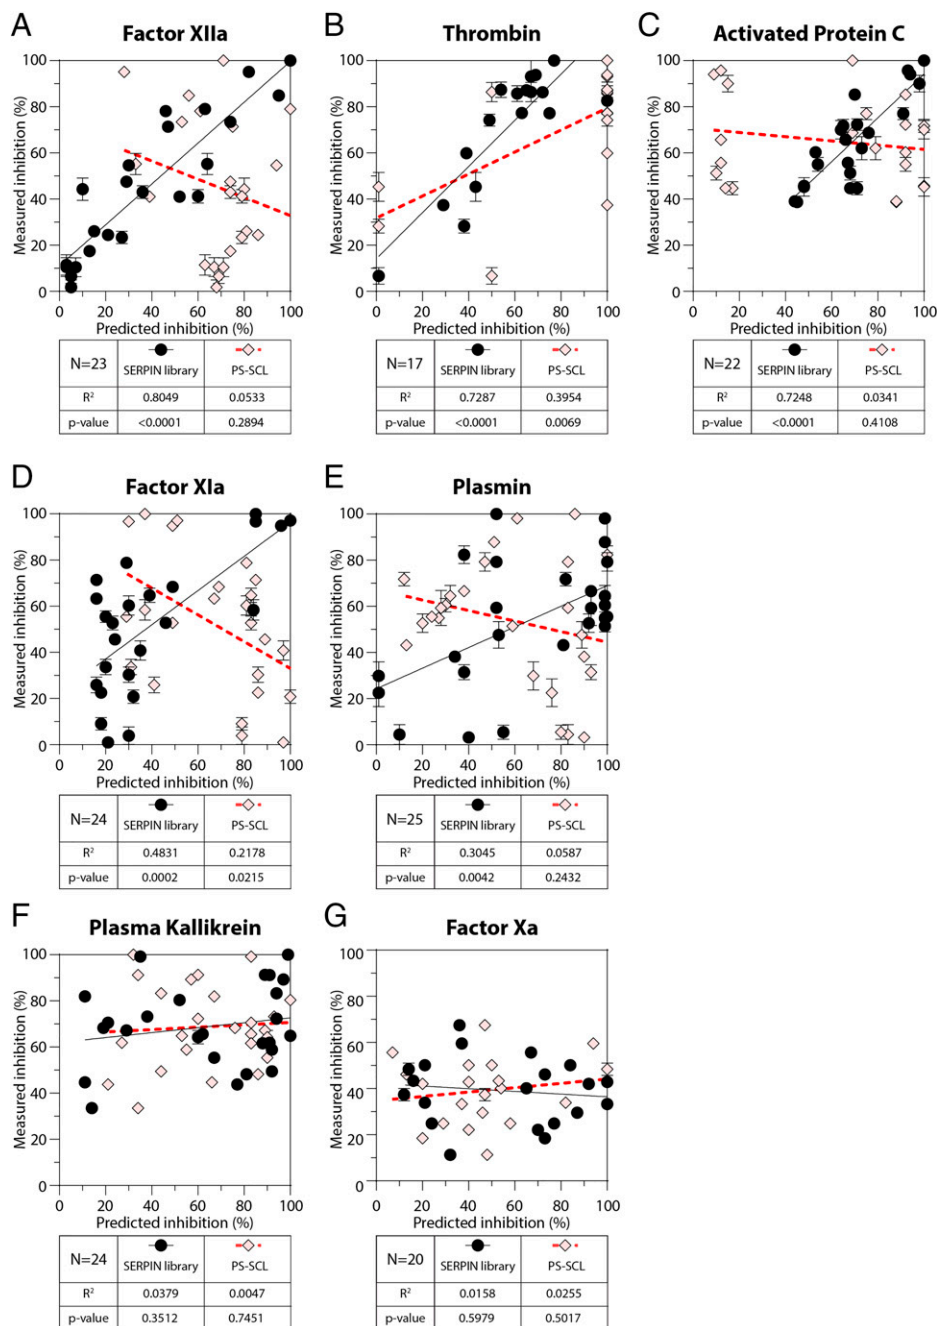 A
Factor XIIa
Measured inhibition (%)
100
80
60
40
20
0
0 20 40 60 80 100
Predicted inhibition (%)
N=23
SERPIN library
PS-SCL
R²
0.8049
0.0533
p-value
<0.0001
0.2894
B
Thrombin
Measured inhibition (%)
100
80
60
40
20
0
0 20 40 60 80 100
Predicted inhibition (%)
N=17
SERPIN library
PS-SCL
R²
0.7287
0.3954
p-value
<0.0001
0.0069
C
Activated Protein C
Measured inhibition (%)
100
80
60
40
20
0
0 20 40 60 80 100
Predicted inhibition (%)
N=22
SERPIN library
PS-SCL
R²
0.7248
0.0341
p-value
<0.0001
0.4108
D
Factor XIa
Measured inhibition (%)
100
80
60
40
20
0
0 20 40 60 80 100
Predicted inhibition (%)
N=24
SERPIN library
PS-SCL
R²
0.4831
0.2178
p-value
0.0002
0.0215
E
Plasmin
Measured inhibition (%)
100
80
60
40
20
0
0 20 40 60 80 100
Predicted inhibition (%)
N=25
SERPIN library
PS-SCL
R²
0.3045
0.0587
p-value
0.0042
0.2432
F
Plasma Kallikrein
Measured inhibition (%)
100
80
60
40
20
0
0 20 40 60 80 100
Predicted inhibition (%)
N=24
SERPIN library
PS-SCL
R²
0.0379
0.0047
p-value
0.3512
0.7451
G
Factor Xa
Measured inhibition (%)
100
80
60
40
20
0
0 20 40 60 80 100
Predicted inhibition (%)
N=20
SERPIN library
PS-SCL
R²
0.0158
0.0255
p-value
0.5979
0.5017